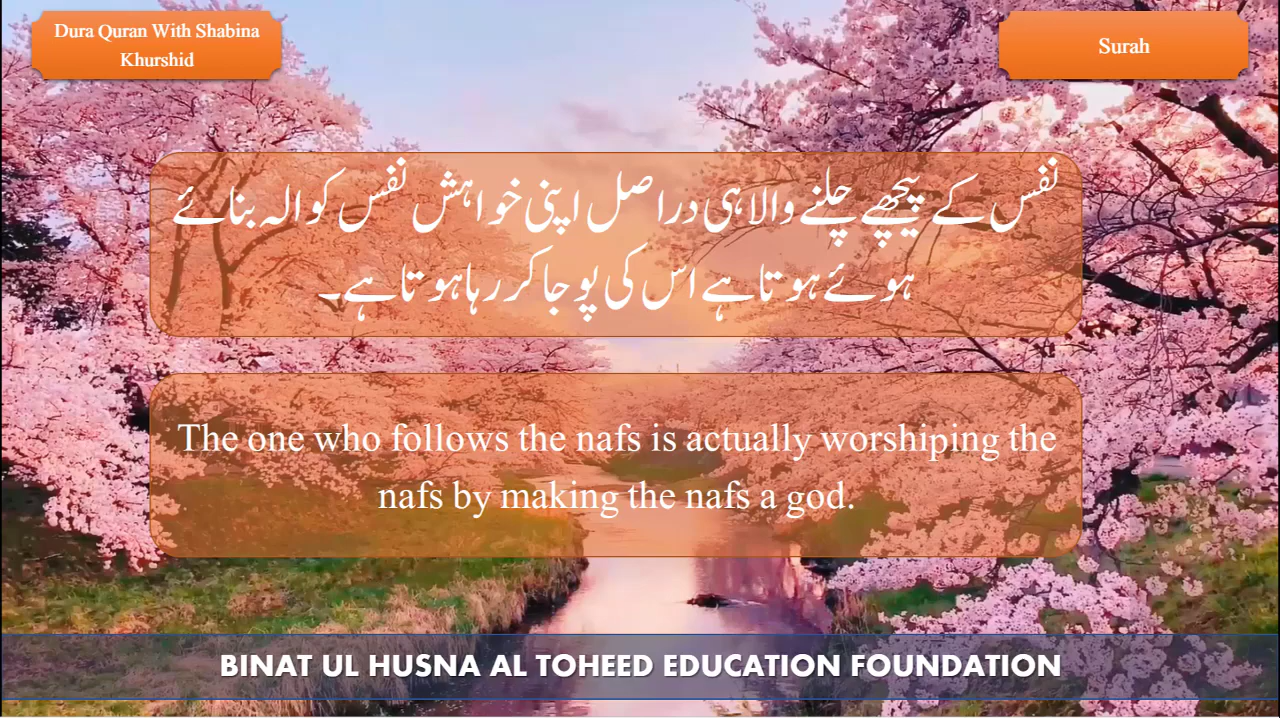 Dura Quran With Shabina
Khurshid
Surah
نفس کے پیچھے چلنے والا ہی دراصل اپنی خواہش نفس کو الہ بنائے
ہوئے ہوتا ہے اس کی پوجا کر رہا ہوتا ہے۔
The one who follows the nafs is actually worshiping the
nafs by making the nafs a god.
BINAT UL HUSNA AL TOHEED EDUCATION FOUNDATION